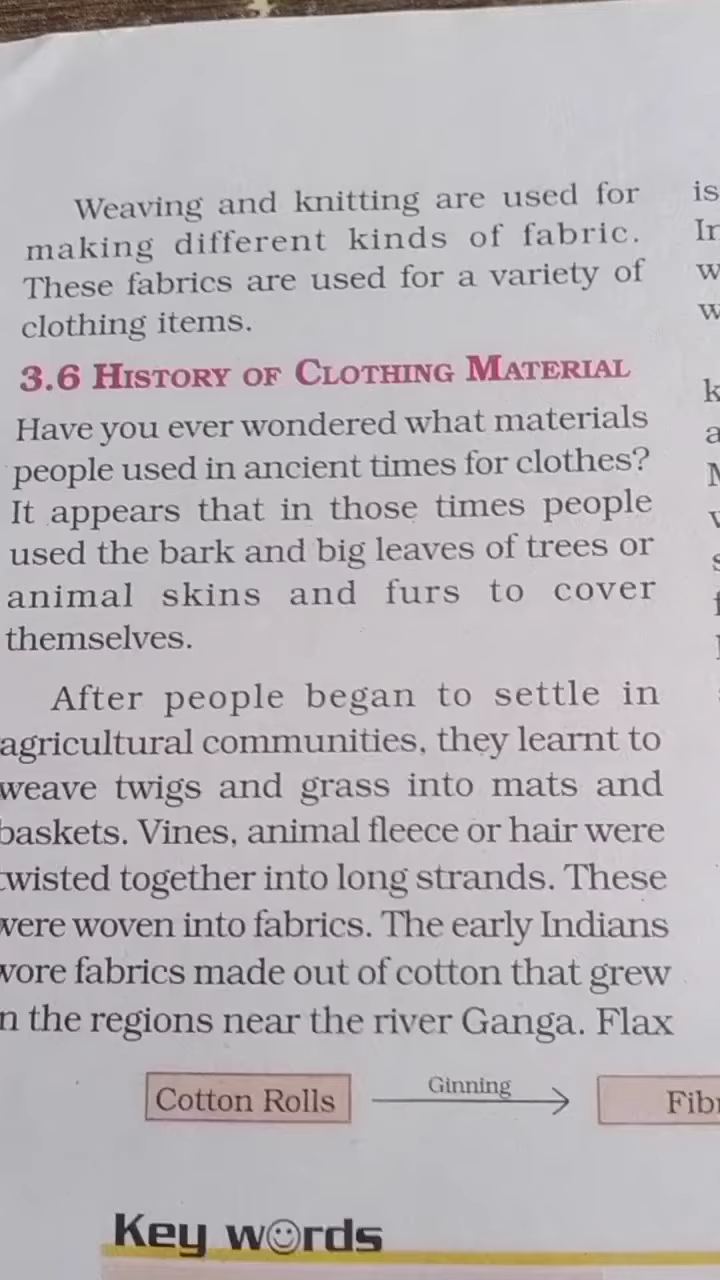 Weaving and knitting are used for
making different kinds of fabric.
These fabrics are used for a variety of
clothing items.
3.6 HISTORY OF CLOTHING MATERIAL
Have you ever wondered what materials
people used in ancient times for clothes?
It appears that in those times people
used the bark and big leaves of trees or
animal skins and furs to cover
themselves.
After people began to settle in
agricultural communities, they learnt to
weave twigs and grass into mats and
baskets. Vines, animal fleece or hair were
twisted together into long strands. These
were woven into fabrics. The early Indians
wore fabrics made out of cotton that grew
the regions near the river Ganga. Flax
Cotton Rolls
Ginning
Key words
is